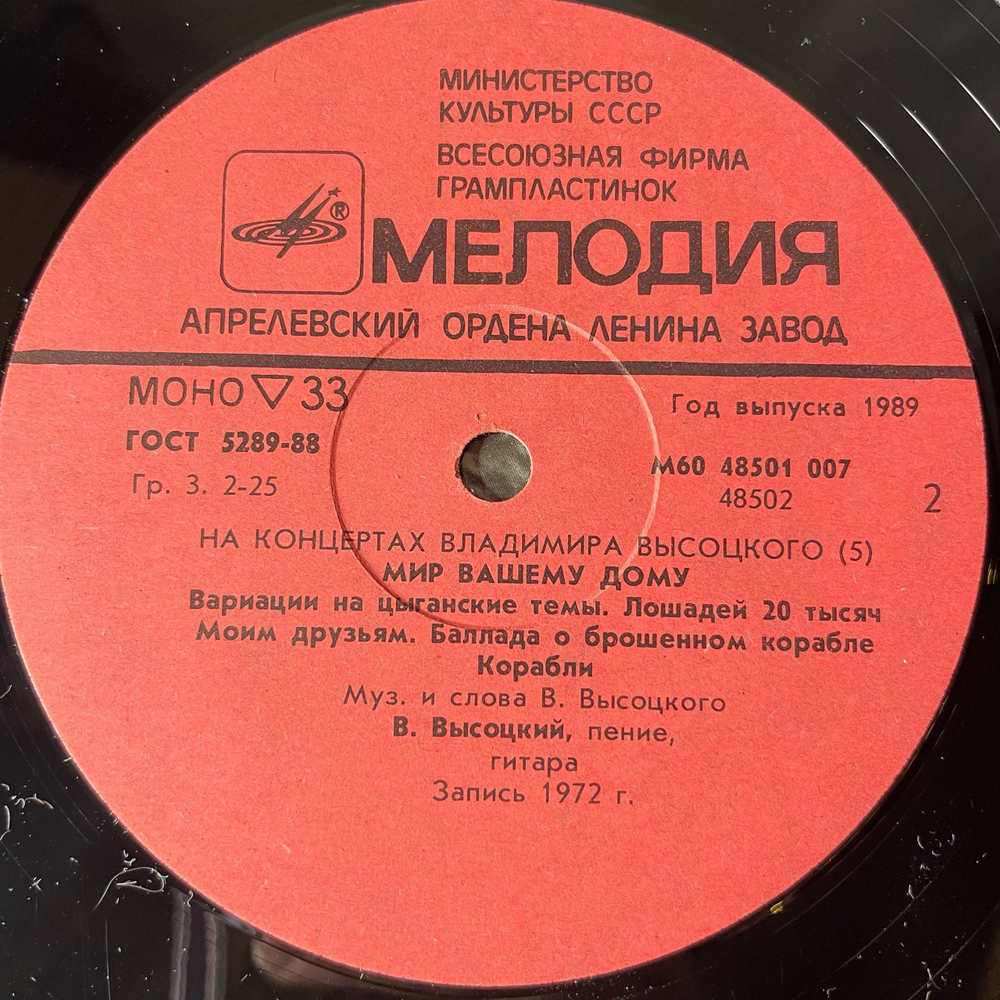 МИНИСТЕРСТВО
КУЛЬТУРЫ СССР
ВСЕСОЮЗНАЯ ФИРМА
ГРАМПЛАСТИНОК
®
МЕЛОДИЯ
АПРЕЛЕВСКИЙ ОРДЕНА ЛЕНИНА ЗАВОД
МОНО ▽ 33
Год выпуска 1989
ГОСТ 5289-88
М60 48501 007
Гр. 3. 2-25
48502
2
НА КОНЦЕРТАХ ВЛАДИМИРА ВЫСОЦКОГО (5)
МИР ВАШЕМУ ДОМУ
Вариации на цыганские темы. Лошадей 20 тысяч
Моим друзьям. Баллада о брошенном корабле
Корабли
Муз. и слова В. Высоцкого
В. Высоцкий, пение,
гитара
Запись 1972 г.